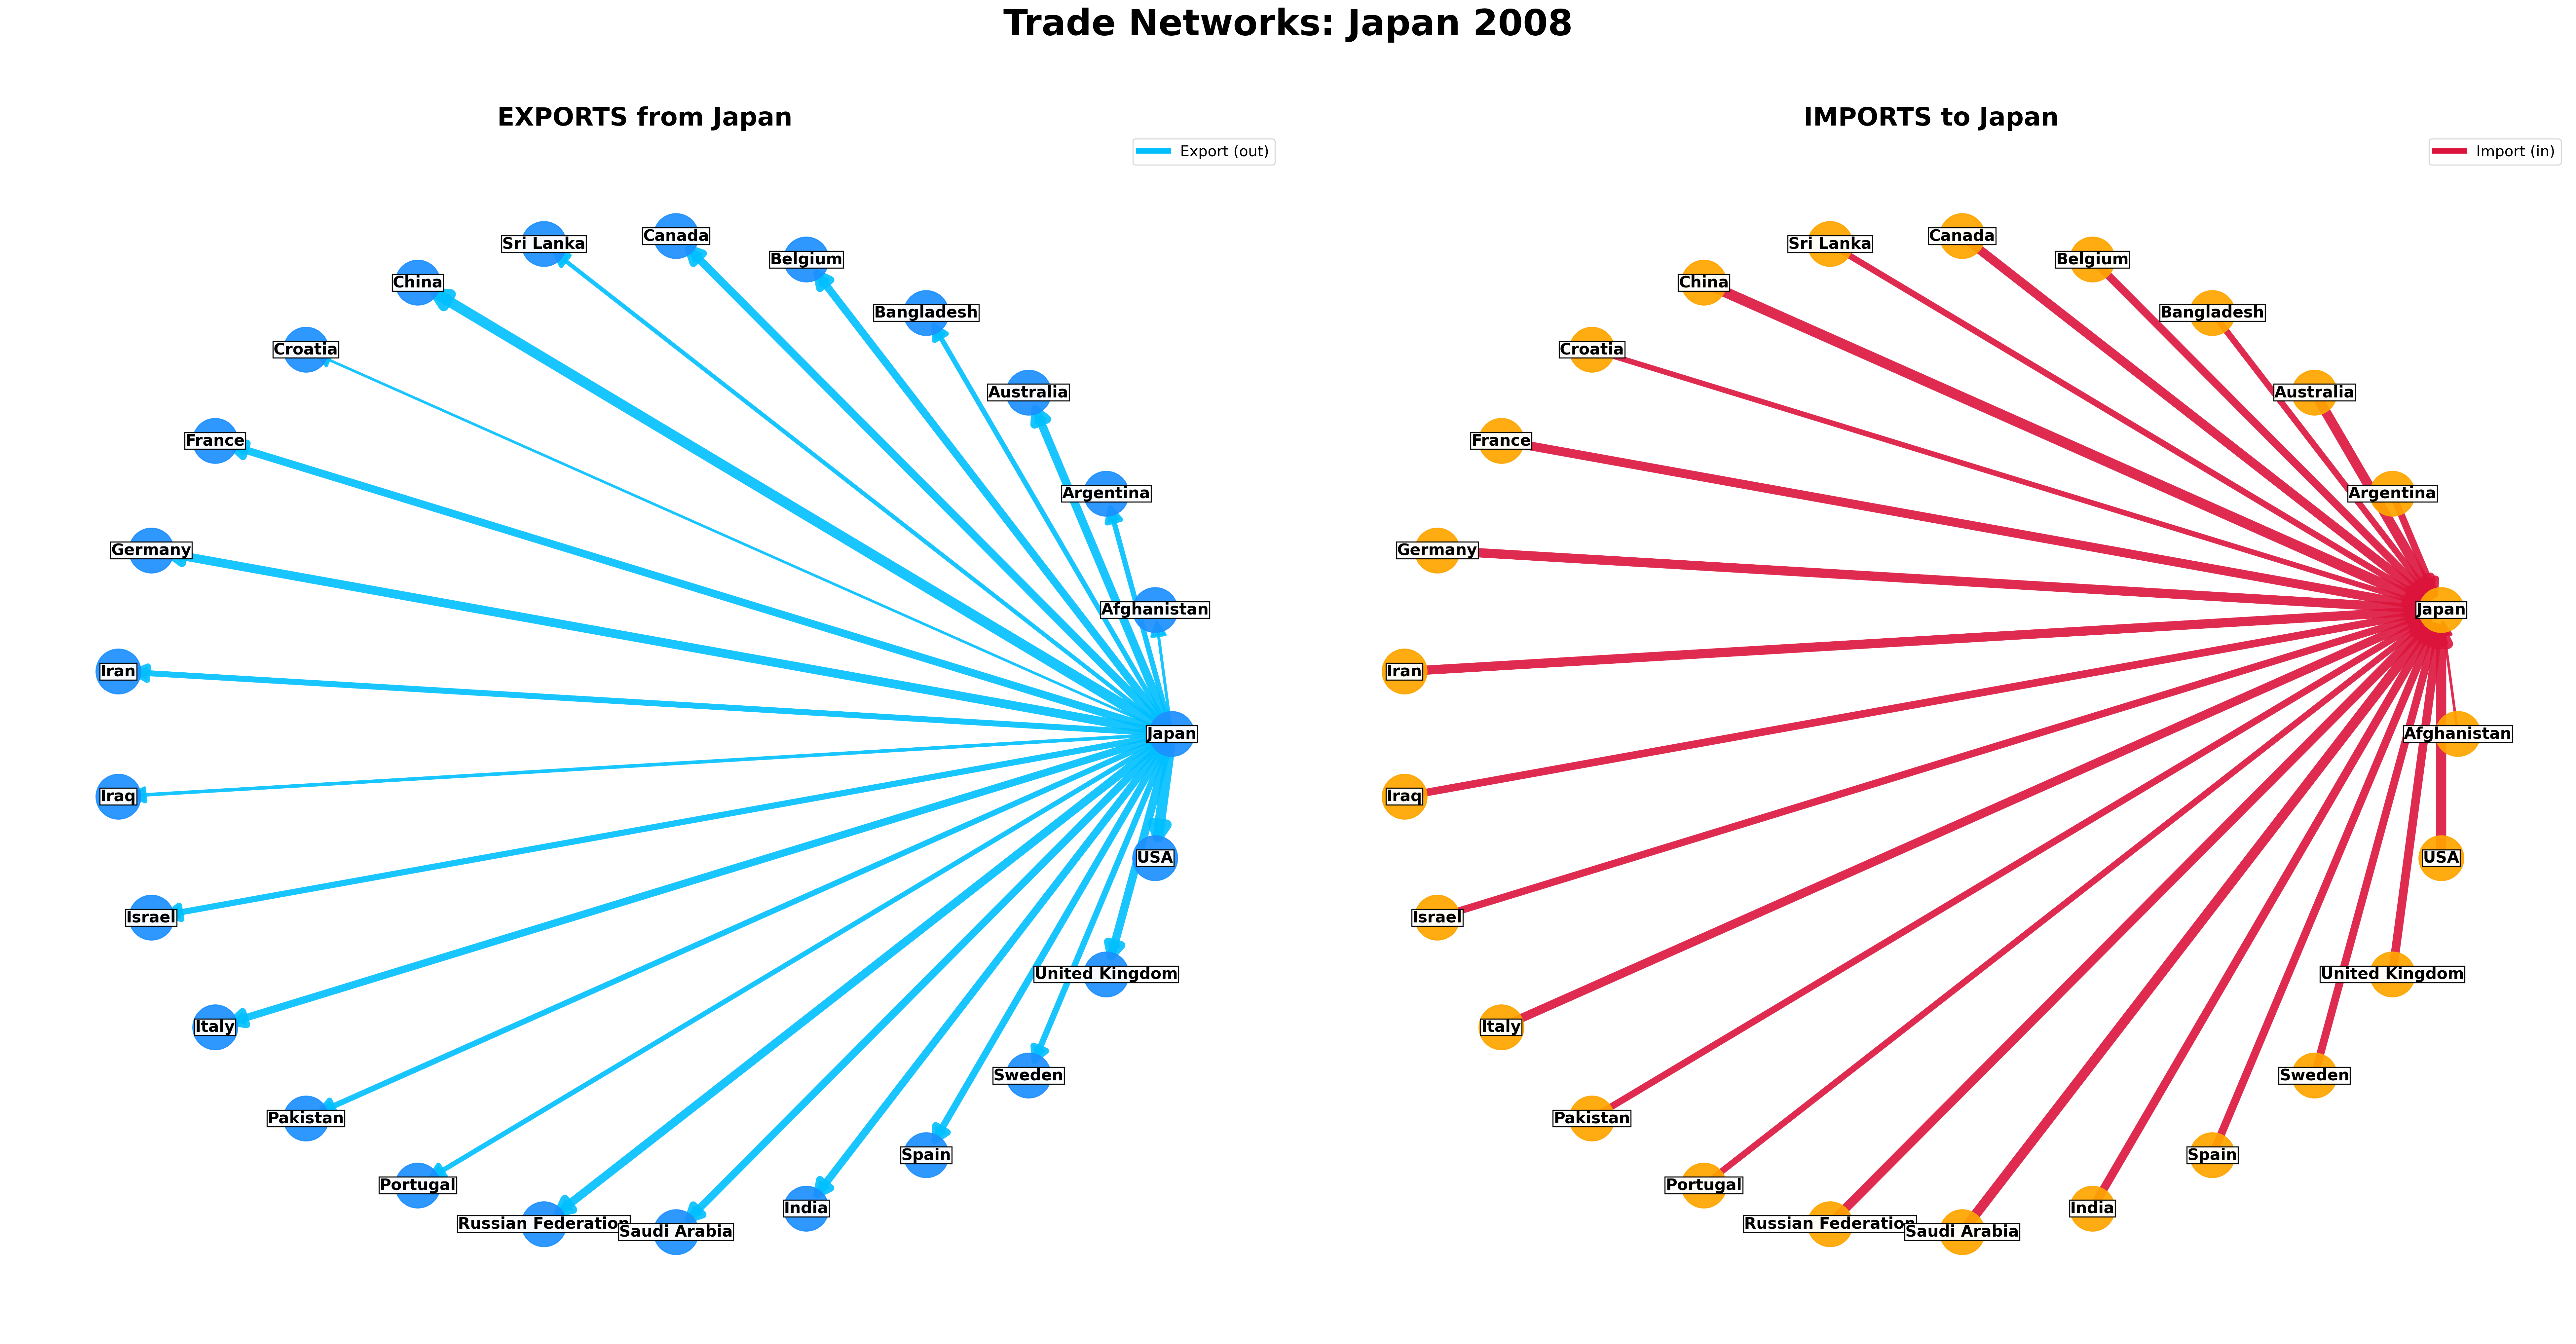 Trade Networks: Japan 2008
EXPORTS from Japan
Export (out)
Canada
Sri Lanka
Belgium
China
Bangladesh
Croatia
Australia
France
Argentina
Germany
Afghanistan
Iran
Japan
Iraq
USA
Israel
United Kingdom
Italy
Sweden
Pakistan
Spain
Portugal
India
Russian Federation
Saudi Arabia
IMPORTS to Japan
Import (in)
Canada
Sri Lanka
Belgium
China
Bangladesh
Croatia
Australia
France
Argentina
Germany
Japan
Iran
Afghanistan
Iraq
USA
Israel
United Kingdom
Italy
Sweden
Pakistan
Spain
Portugal
India
Russian Federation
Saudi Arabia